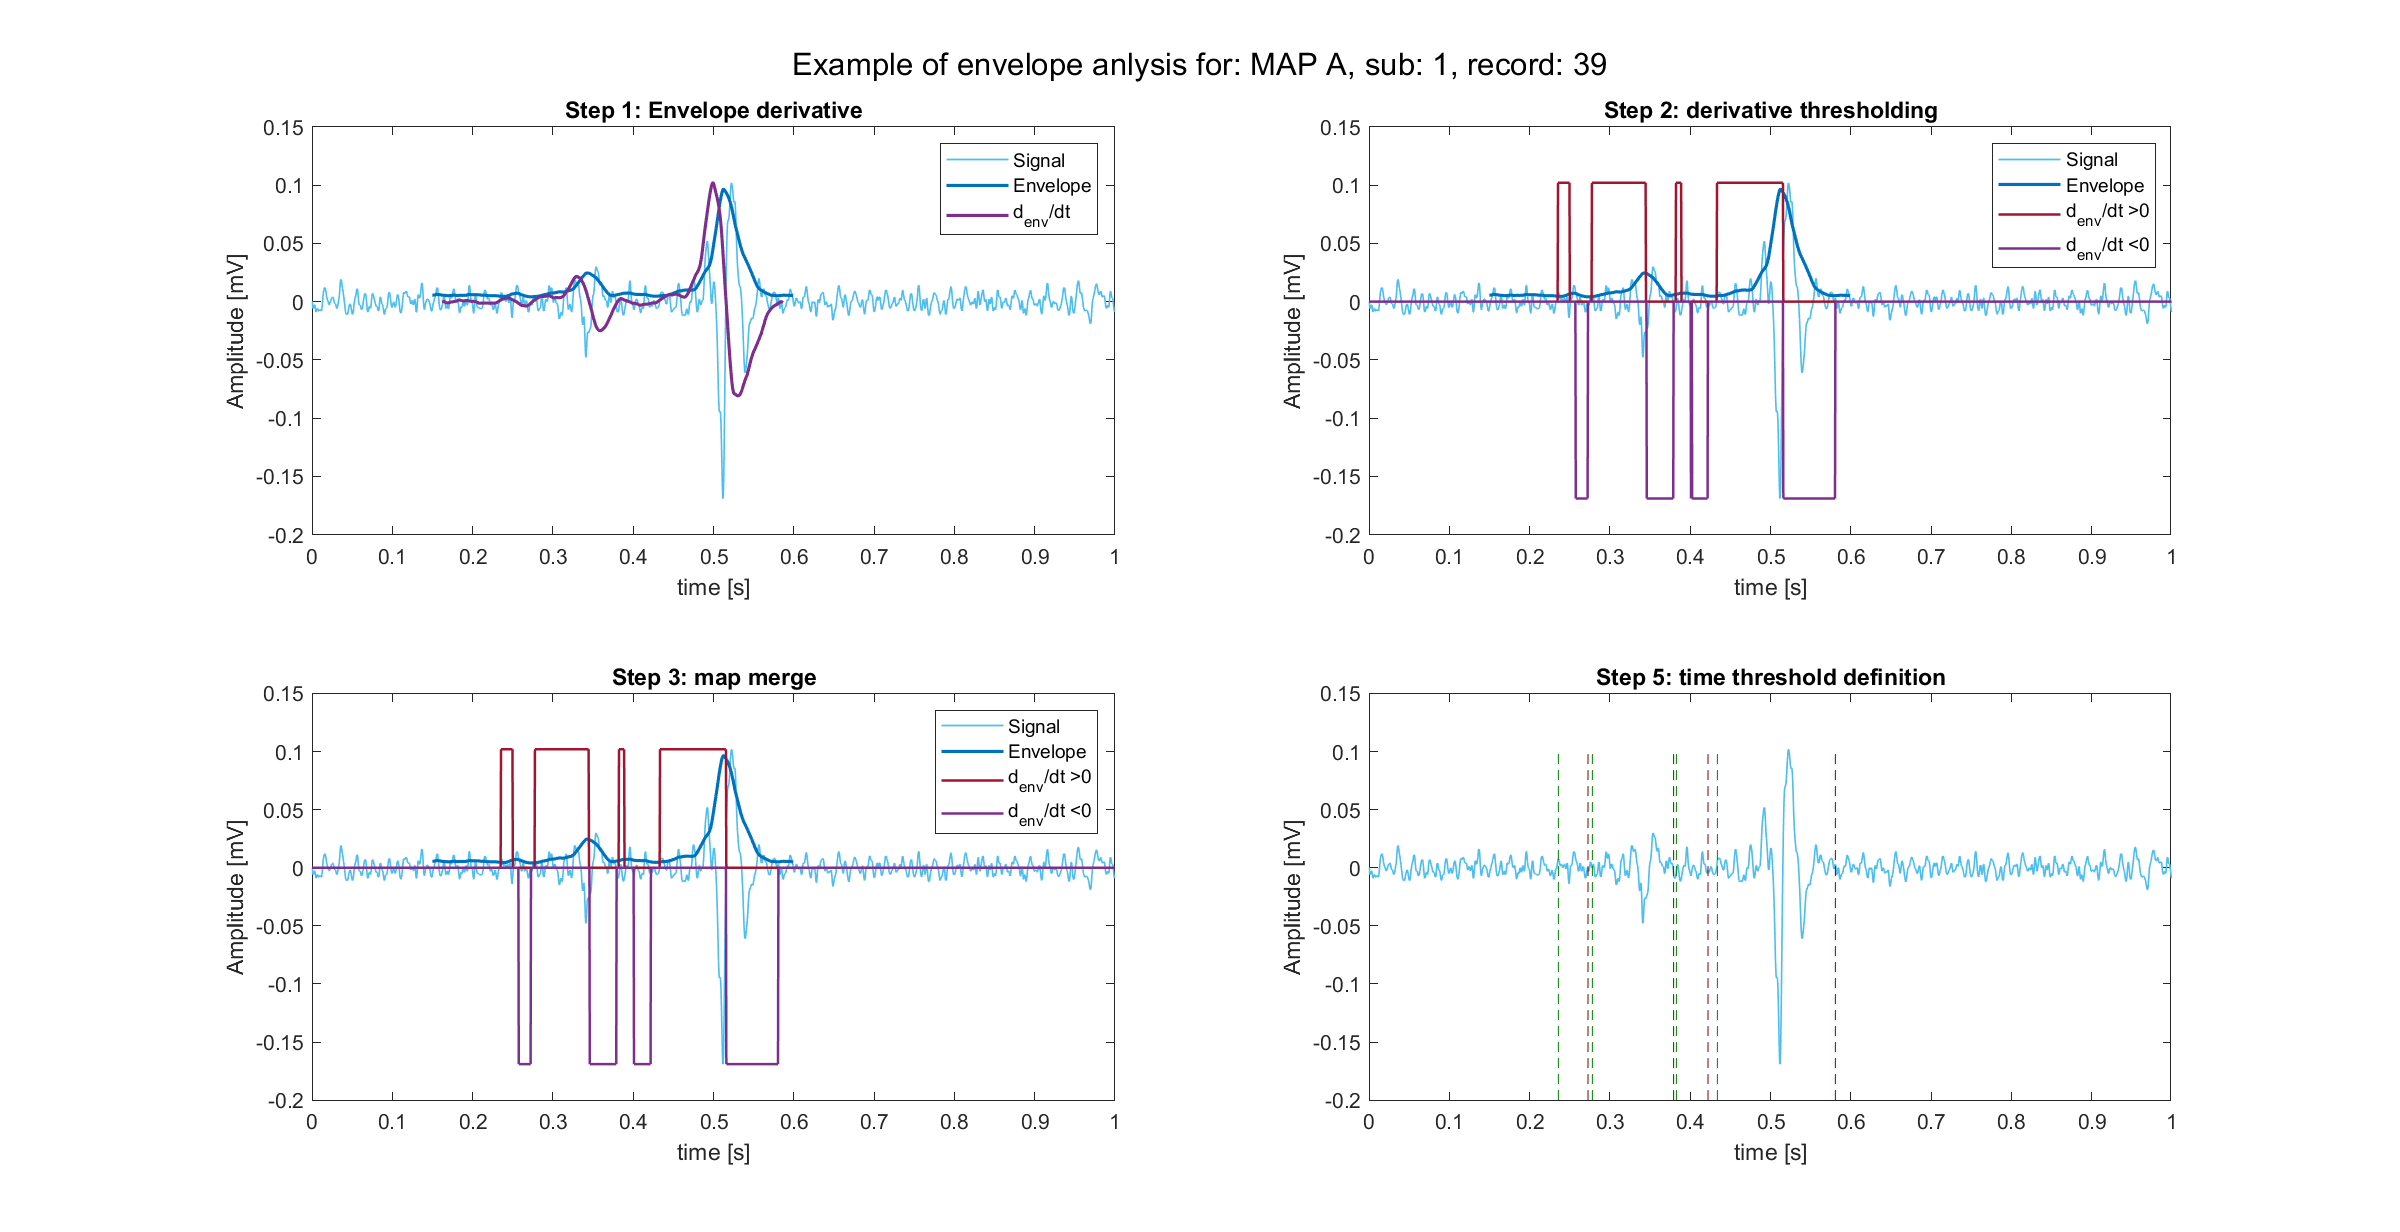 Example of envelope anlysis for: MAP A, sub: 1, record: 39
Step 1: Envelope derivative
0.15
0.1
0.05
0
-0.05
-0.1
-0.15
-0.2
Amplitude [mV]
0 0.1 0.2 0.3 0.4 0.5 0.6 0.7 0.8 0.9 1
time [s]
Signal
Envelope
d_env/dt
Step 2: derivative thresholding
0.15
0.1
0.05
0
-0.05
-0.1
-0.15
-0.2
Amplitude [mV]
0 0.1 0.2 0.3 0.4 0.5 0.6 0.7 0.8 0.9 1
time [s]
Signal
Envelope
d_env/dt >0
d_env/dt <0
Step 3: map merge
0.15
0.1
0.05
0
-0.05
-0.1
-0.15
-0.2
Amplitude [mV]
0 0.1 0.2 0.3 0.4 0.5 0.6 0.7 0.8 0.9 1
time [s]
Signal
Envelope
d_env/dt >0
d_env/dt <0
Step 5: time threshold definition
0.15
0.1
0.05
0
-0.05
-0.1
-0.15
-0.2
Amplitude [mV]
0 0.1 0.2 0.3 0.4 0.5 0.6 0.7 0.8 0.9 1
time [s]